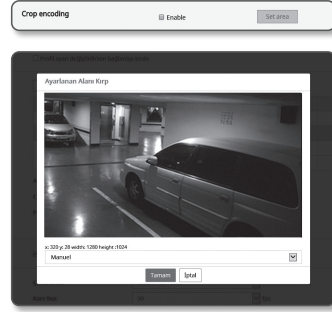 Crop encoding
Enable
Set area
Ayarlanan Alanı Kırp
x: 320 y: 28 width: 1280 height :1024
Manuel
Tamam
İptal